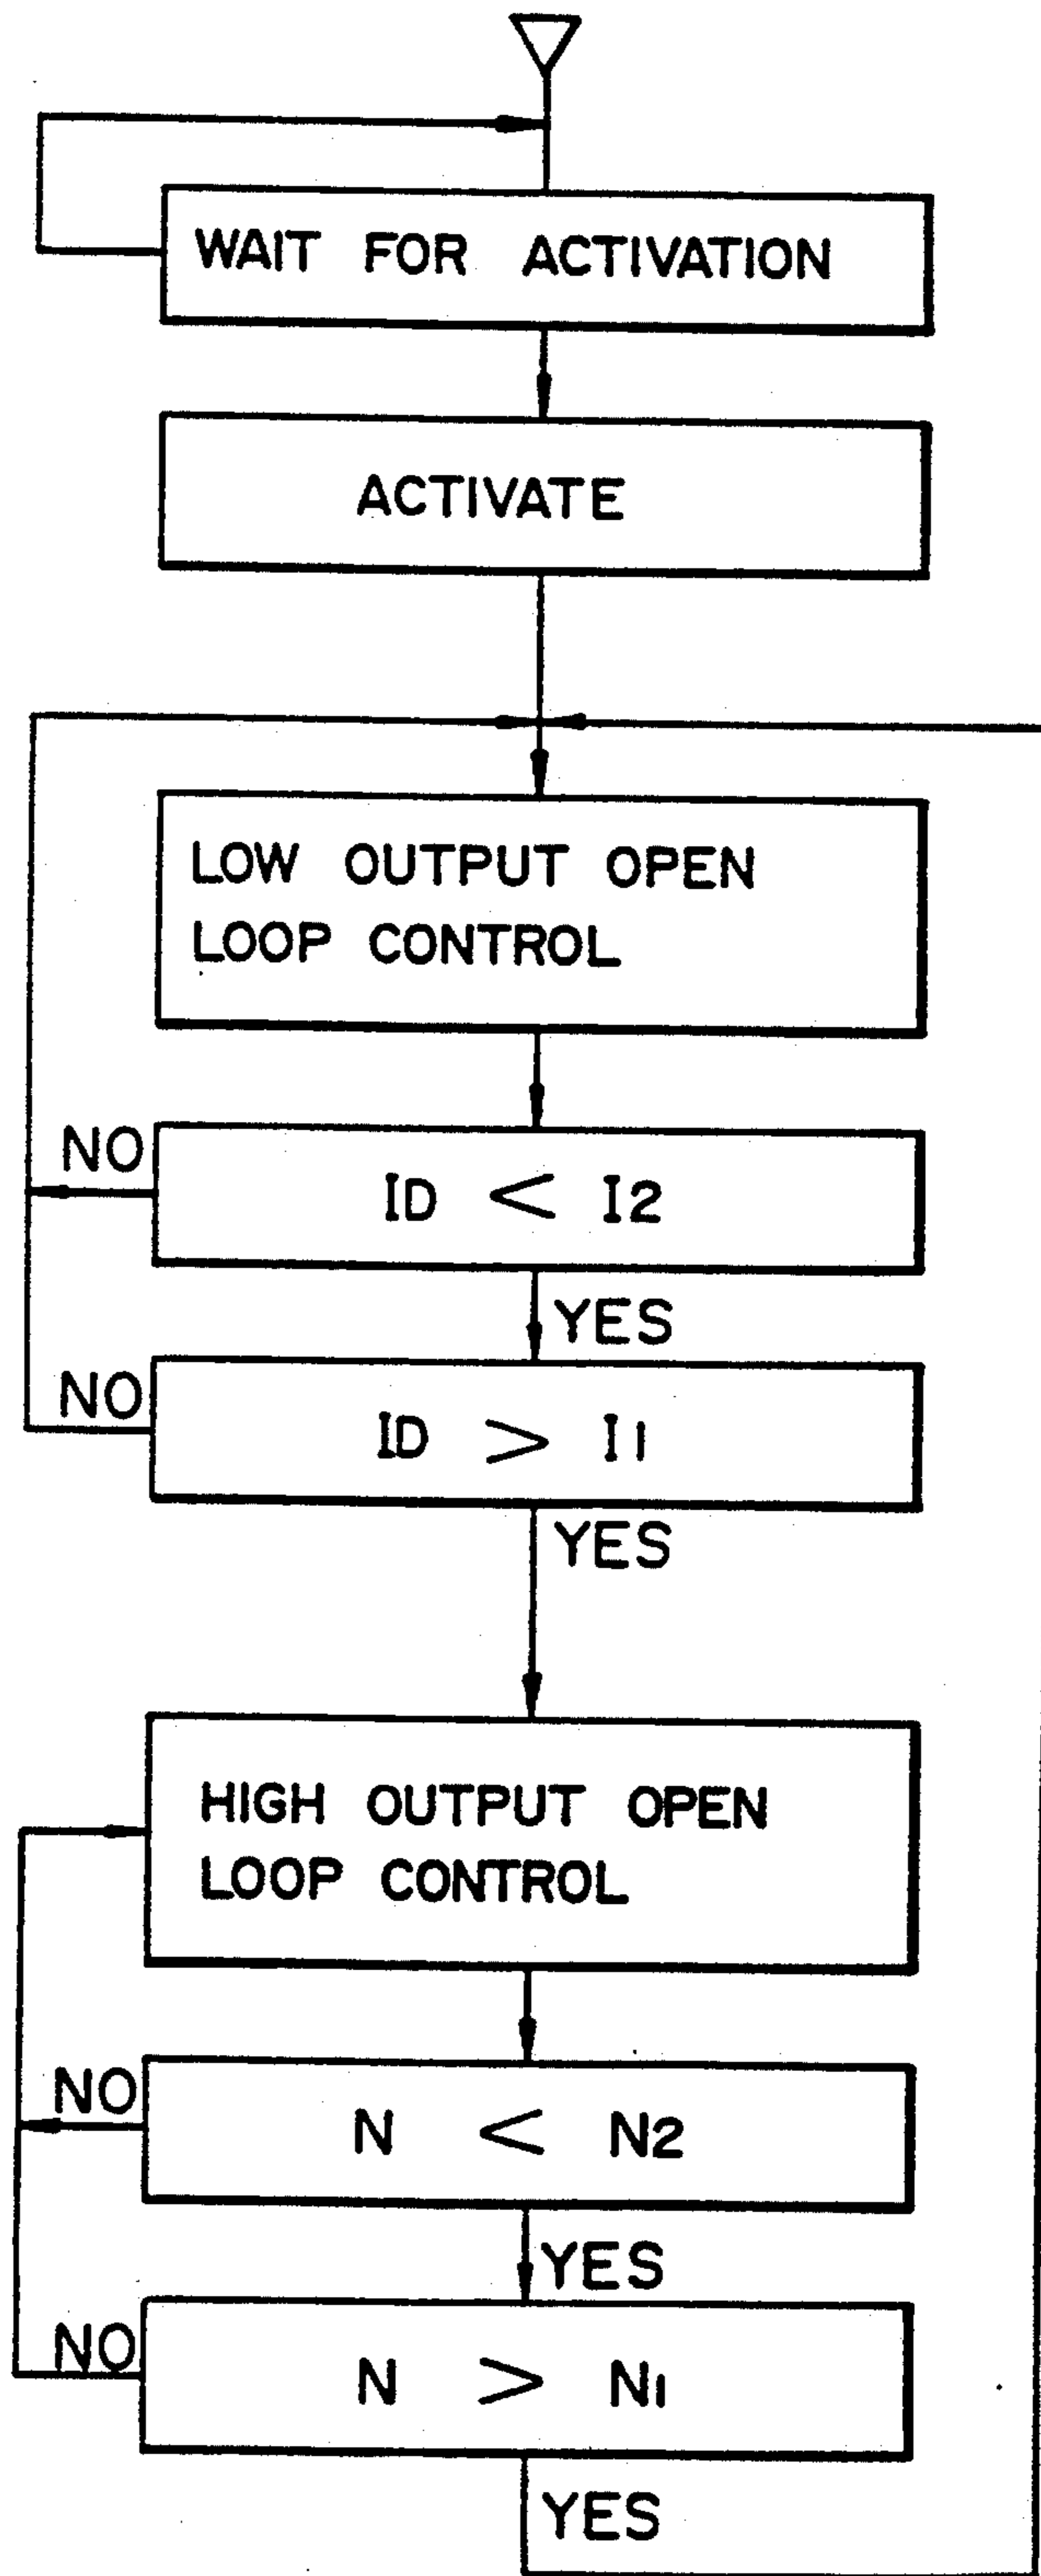 WAIT FOR ACTIVATION
ACTIVATE
LOW OUTPUT OPEN
LOOP CONTROL
NO
ID < I2
YES
NO
ID > I1
YES
HIGH OUTPUT OPEN
LOOP CONTROL
NO
N < N2
YES
NO
N > N1
YES